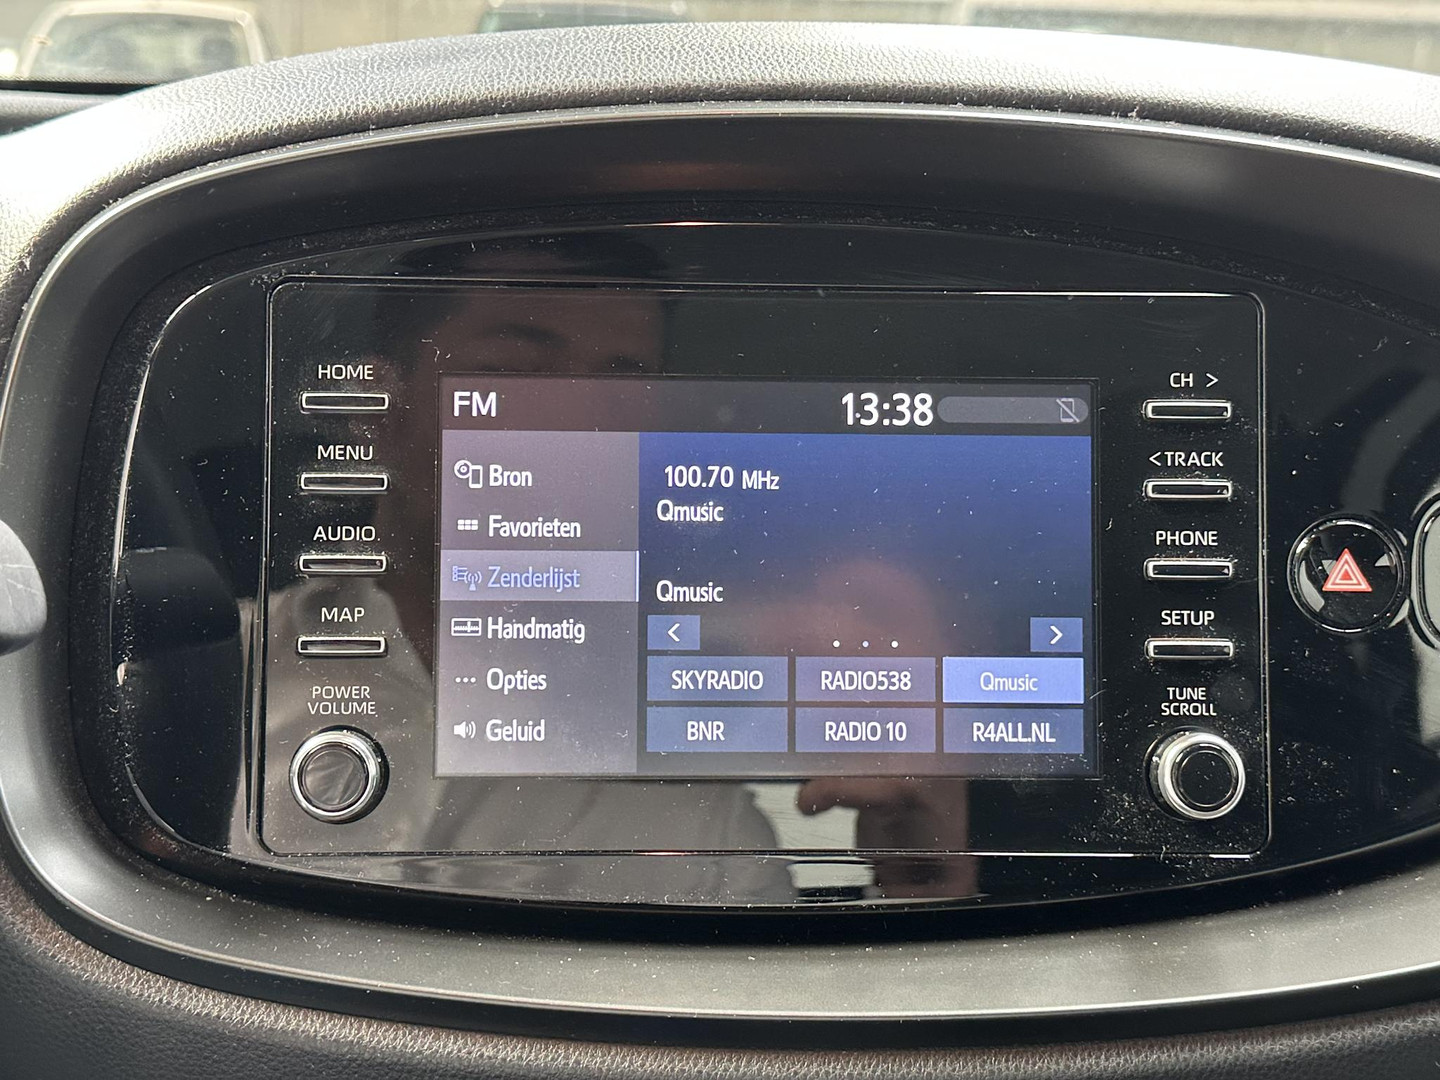 HOME
MENU
AUDIO
MAP
POWER
VOLUME
FM
13:38
Bron
Favorieten
Zenderlijst
Handmatig
Opties
Geluid
100.70 MHz
Qmusic
Qmusic
< >
SKYRADIO RADIO538 Qmusic
BNR RADIO 10 R4ALL.NL
CH >
<TRACK
PHONE
SETUP
TUNE
SCROLL